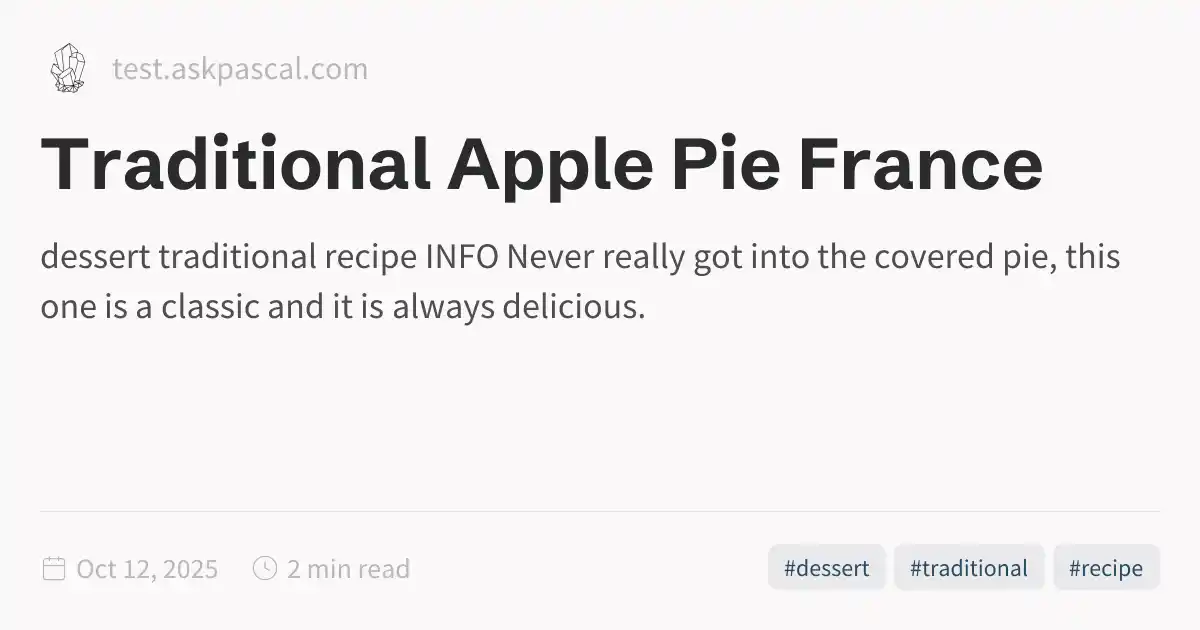 test.askpascal.com
Traditional Apple Pie France
dessert traditional recipe INFO Never really got into the covered pie, this
one is a classic and it is always delicious.
Oct 12, 2025
2 min read
#dessert
#traditional
#recipe